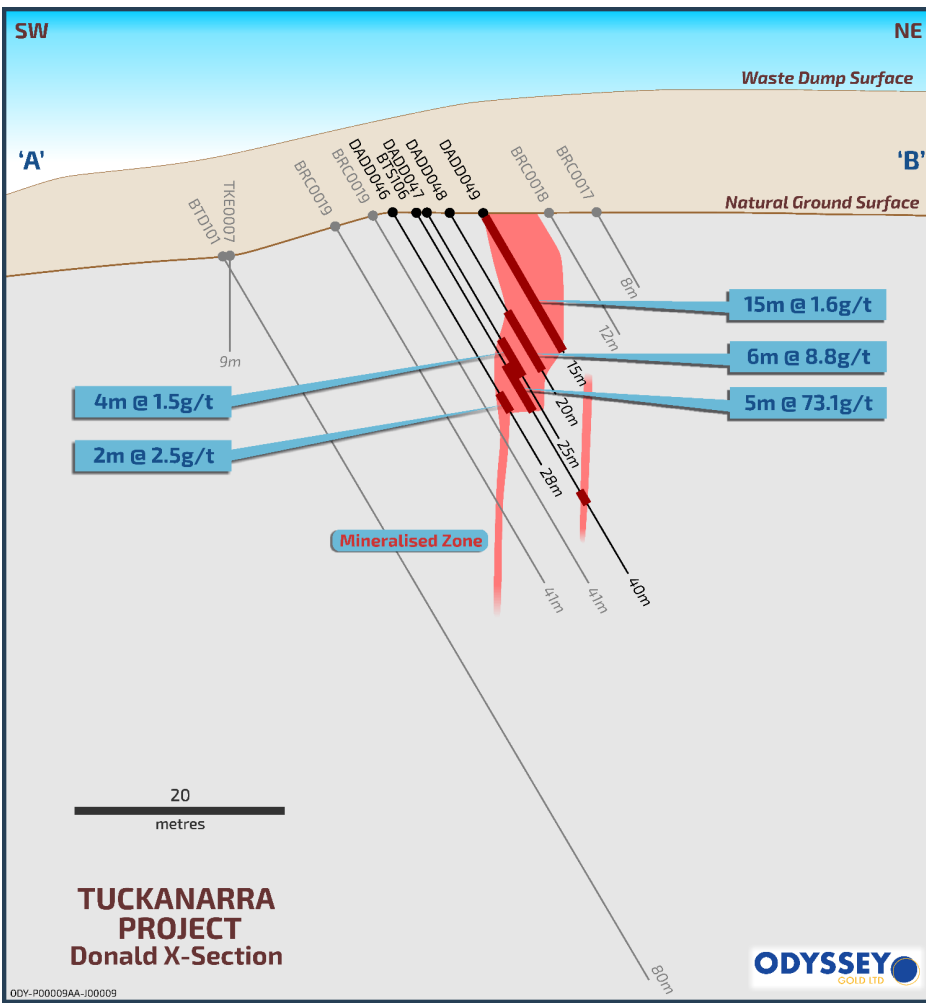 SW
NE
Waste Dump Surface
'A'
'B'
BTD101
TKE0007
BRC0019
BRC0019
DADD046
BTS106
DADD047
DADD048
DADD049
BRC0018
BRC0017
Natural Ground Surface
8m
12m
9m
15m
20m
25m
28m
40m
41m
41m
80m
15m @ 1.6g/t
6m @ 8.8g/t
5m @ 73.1g/t
4m @ 1.5g/t
2m @ 2.5g/t
Mineralised Zone
20
metres
TUCKANARRA
PROJECT
Donald X-Section
ODYSSEY
GOLD LTD
ODY-P00009AA-J00009